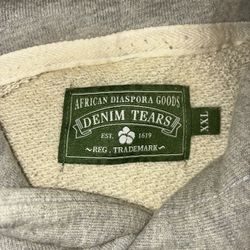 AFRICAN DIASPORA GOODS
DENIM TEARS
EST. 1619
~REG. TRADEMARK~
XXL